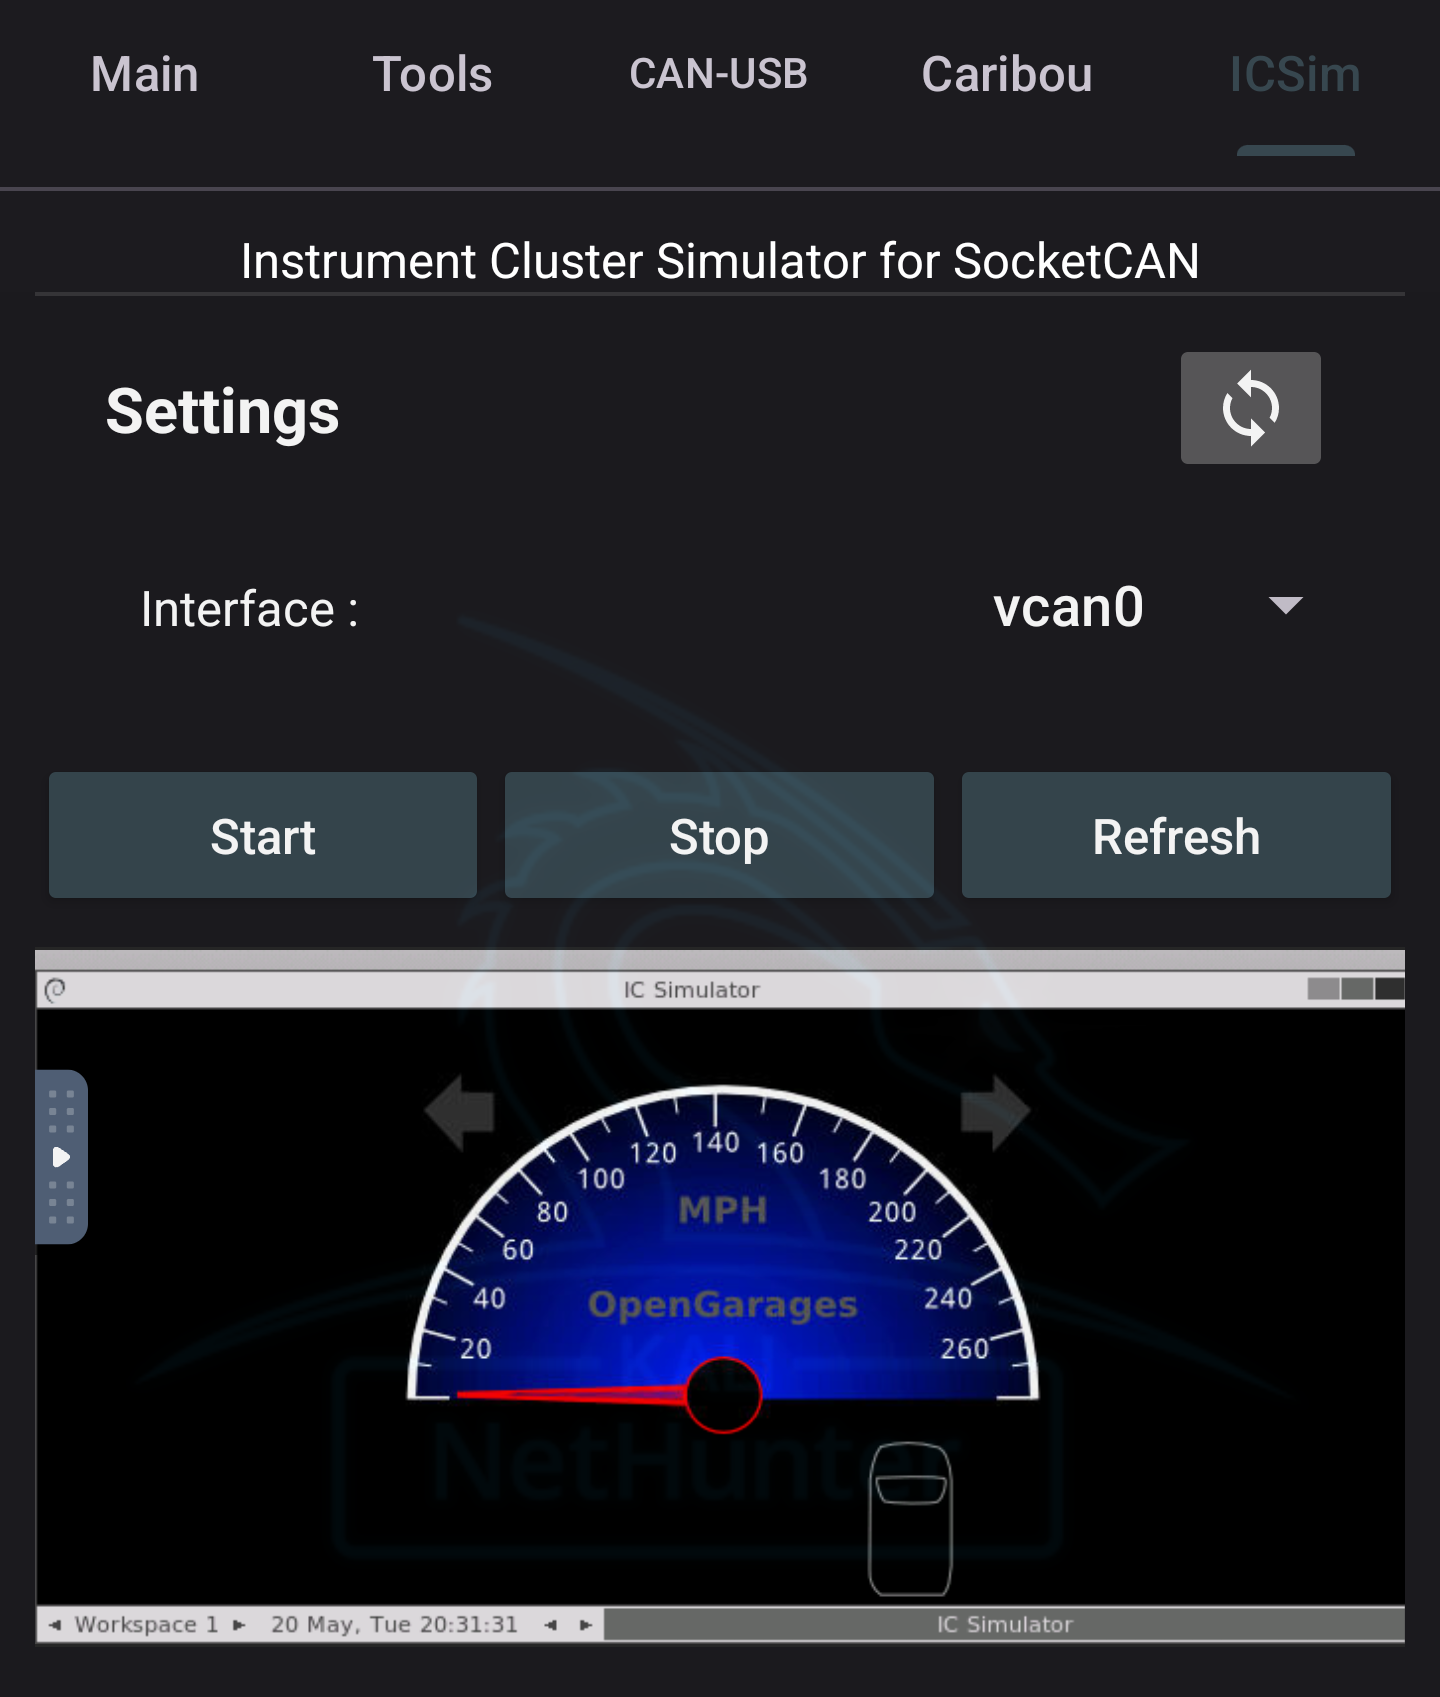 Main Tools CAN-USB Caribou ICSim
Instrument Cluster Simulator for SocketCAN
Settings
Interface : vcan0
Start Stop Refresh
IC Simulator
20 40 60 80 100 120 140 160 180 200 220 240 260
MPH
OpenGarages
KALI
NetHunter
Workspace 1 20 May, Tue 20:31:31 IC Simulator